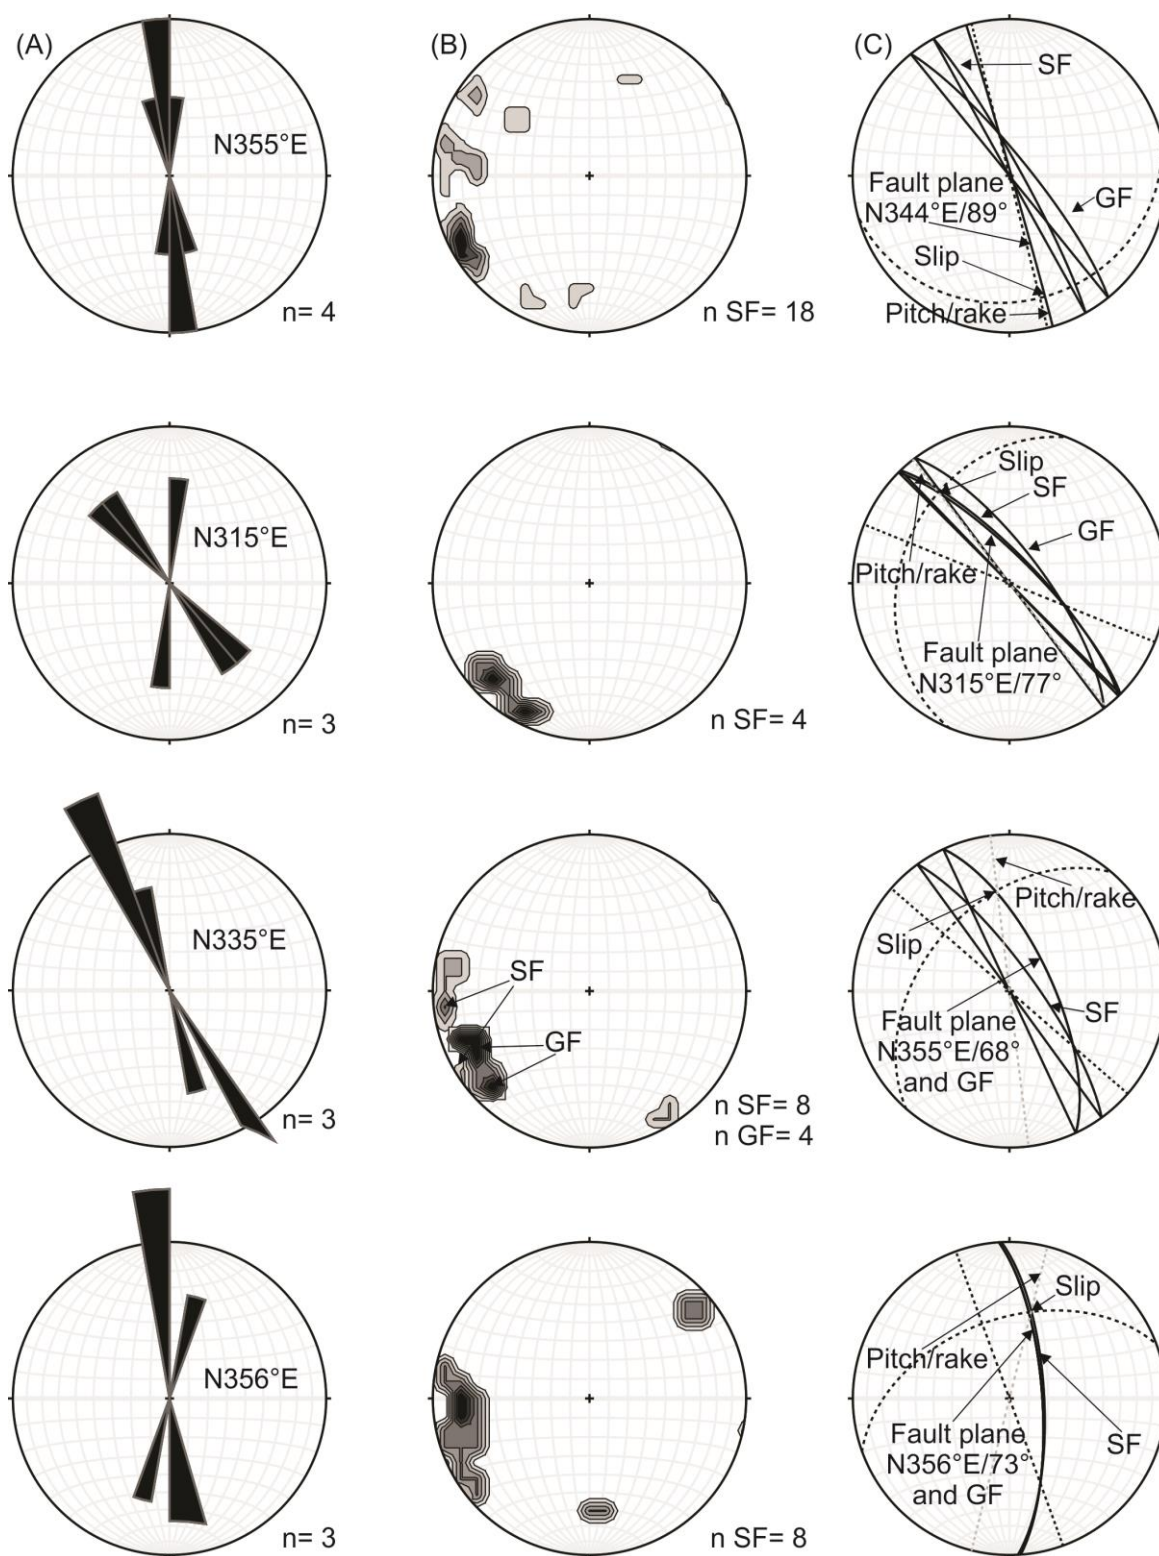 (A)
(B)
(C)
N355°E
n= 4
n SF= 18
SF
Fault plane
N344°E/89°
GF
Slip
Pitch/rake
N315°E
n= 3
n SF= 4
Slip
SF
GF
Pitch/rake
Fault plane
N315°E/77°
N335°E
n= 3
SF
GF
n SF= 8
n GF= 4
Pitch/rake
Slip
SF
Fault plane
N355°E/68°
and GF
N356°E
n= 3
n SF= 8
Slip
Pitch/rake
Fault plane
N356°E/73°
and GF
SF